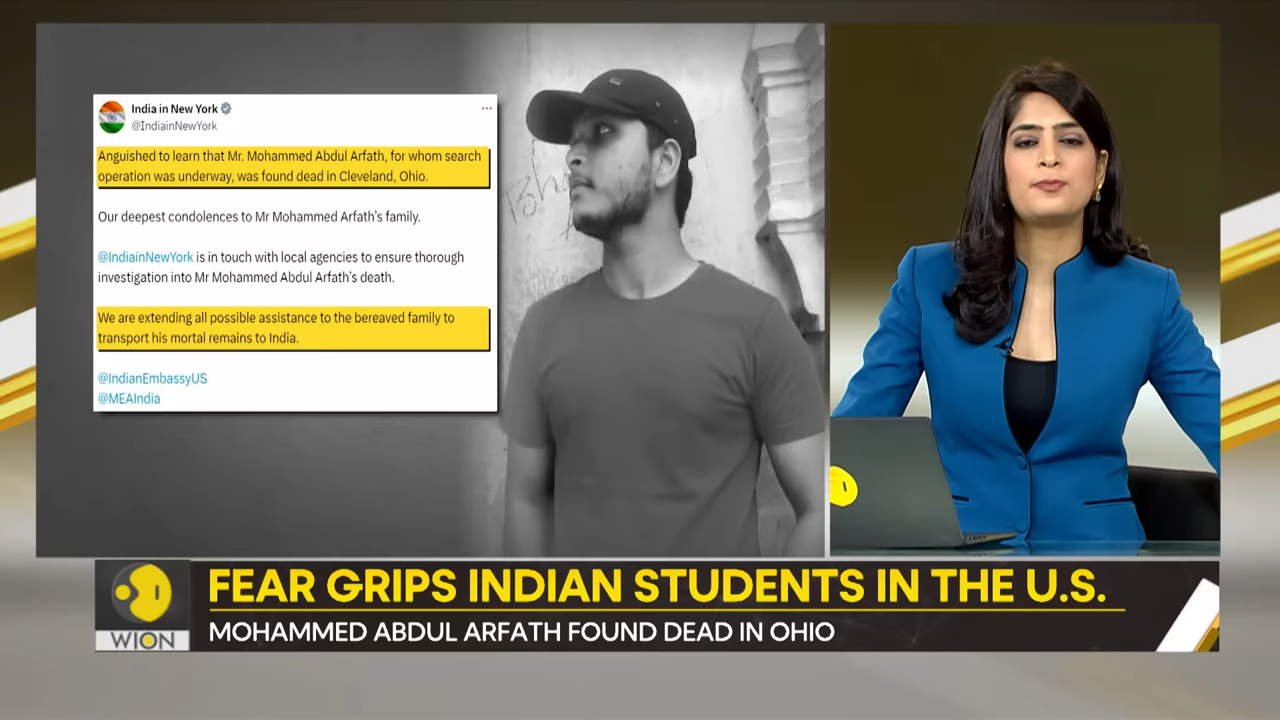 India in New York
@IndiainNewYork
Anguished to learn that Mr. Mohammed Abdul Arfath, for whom search
operation was underway, was found dead in Cleveland, Ohio.
Our deepest condolences to Mr Mohammed Arfath's family.
@IndiainNewYork is in touch with local agencies to ensure thorough
investigation into Mr Mohammed Abdul Arfath's death.
We are extending all possible assistance to the bereaved family to
transport his mortal remains to India.
@IndianEmbassyUS
@MEAIndia
FEAR GRIPS INDIAN STUDENTS IN THE U.S.
MOHAMMED ABDUL ARFATH FOUND DEAD IN OHIO
WION